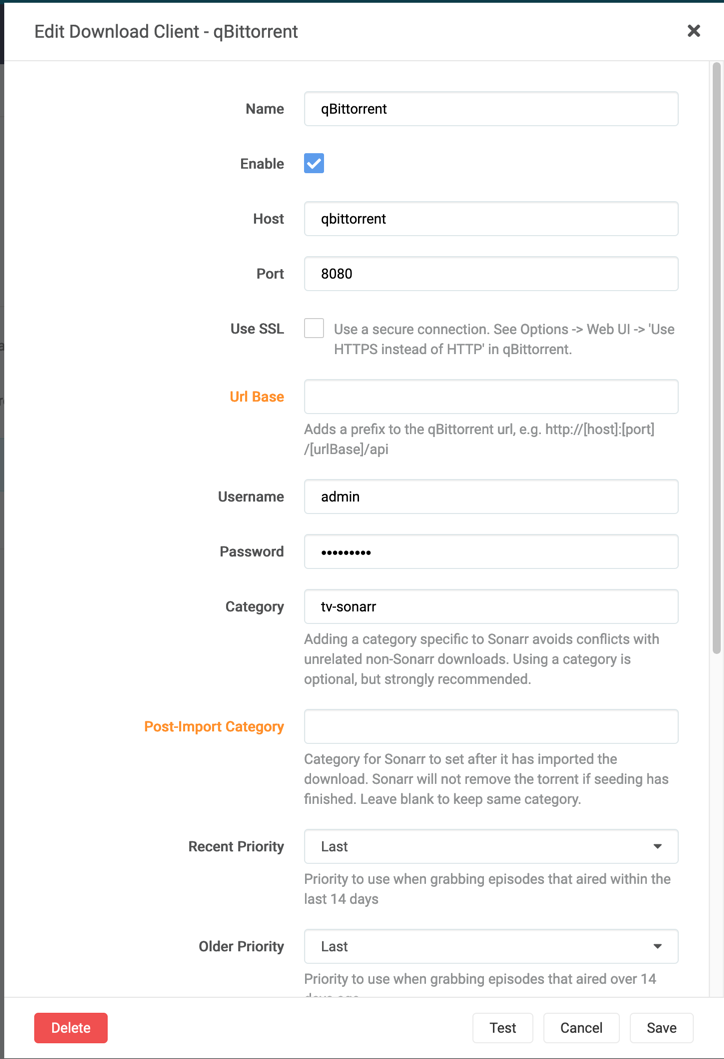 Edit Download Client - qBittorrent
Name
qBittorrent
Enable
Host
qbittorrent
Port
8080
Use SSL
Use a secure connection. See Options -> Web UI -> 'Use
HTTPS instead of HTTP' in qBittorrent.
Url Base
Adds a prefix to the qBittorrent url, e.g. http://[host]:[port]
/[urlBase]/api
Username
admin
Password
•••••••••
Category
tv-sonarr
Adding a category specific to Sonarr avoids conflicts with
unrelated non-Sonarr downloads. Using a category is
optional, but strongly recommended.
Post-Import Category
Category for Sonarr to set after it has imported the
download. Sonarr will not remove the torrent if seeding has
finished. Leave blank to keep same category.
Recent Priority
Last
Priority to use when grabbing episodes that aired within the
last 14 days
Older Priority
Last
Priority to use when grabbing episodes that aired over 14
Delete
Test
Cancel
Save